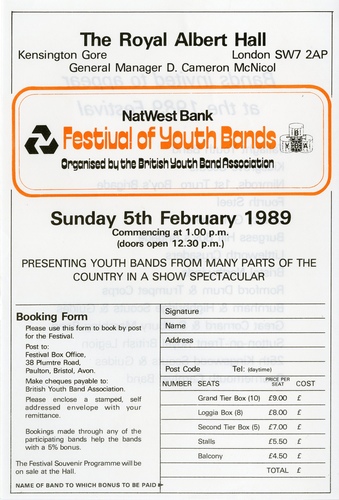 The Royal Albert Hall
Kensington Gore London SW7 2AP
General Manager D. Cameron McNicol
NatWest Bank
Festival of Youth Bands
Organised by the British Youth Band Association
Sunday 5th February 1989
Commencing at 1.00 p.m.
(doors open 12.30 p.m.)
PRESENTING YOUTH BANDS FROM MANY PARTS OF THE
COUNTRY IN A SHOW SPECTACULAR
Booking Form
Please use this form to book by post
for the Festival.
Post to:
Festival Box Office,
38 Plumtre Road,
Paulton, Bristol, Avon.
Make cheques payable to:
British Youth Band Association.
Please enclose a stamped, self
addressed envelope with your
remittance.
Bookings made through any of the
participating bands help the bands
with a 5% bonus.
The Festival Souvenir Programme will be
on sale at the Hall.
NAME OF BAND TO WHICH BONUS TO BE PAID
Signature
Name
Address
Post Code Tel: (daytime)
NUMBER SEATS PRICE PER SEAT COST
Grand Tier Box (10) £9.00 £
Loggia Box (8) £8.00 £
Second Tier Box (5) £7.00 £
Stalls £5.50 £
Balcony £4.50 £
TOTAL £